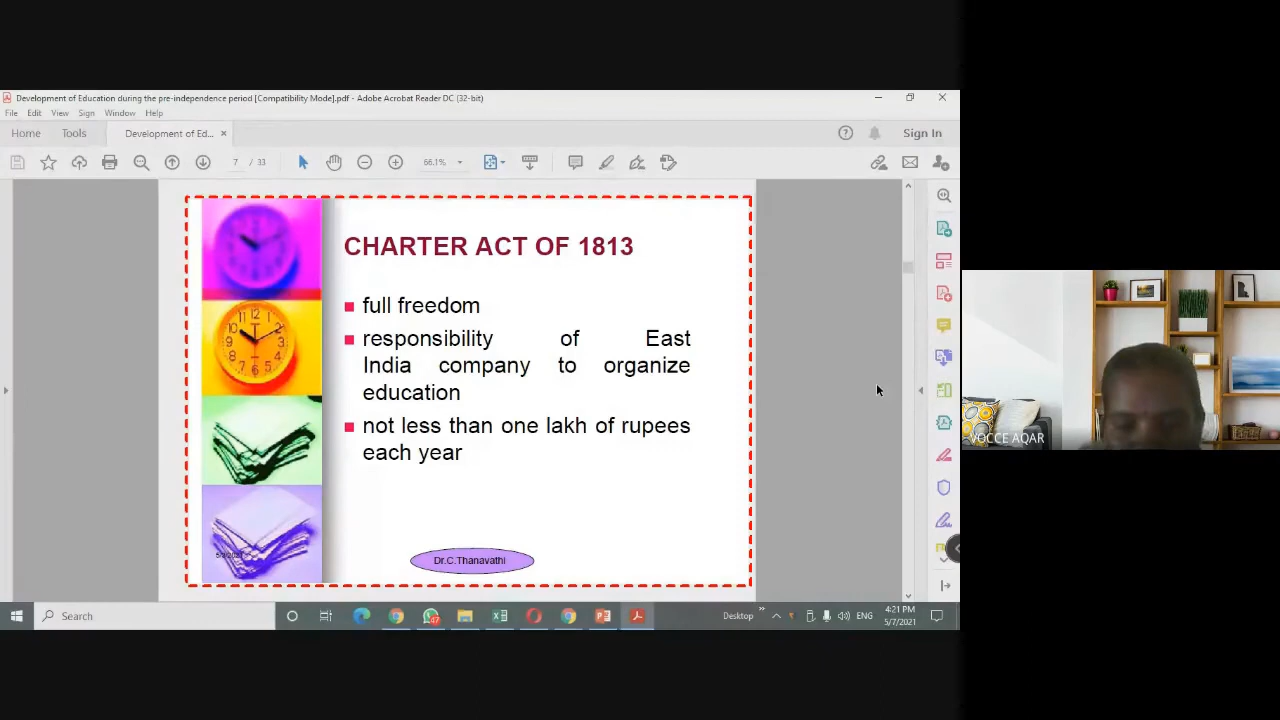 Development of Education during the pre-independence period [Compatibility Mode].pdf - Adobe Acrobat Reader DC (32-bit)
File Edit View Sign Window Help
Home Tools Development of Ed... × Sign In
7 / 33 66.1%
CHARTER ACT OF 1813
full freedom
responsibility of East
India company to organize
education
not less than one lakh of rupees
each year
Dr.C.Thanavathi
VOCCE AQAR
Search
47
Desktop
ENG
4:21 PM
5/7/2021